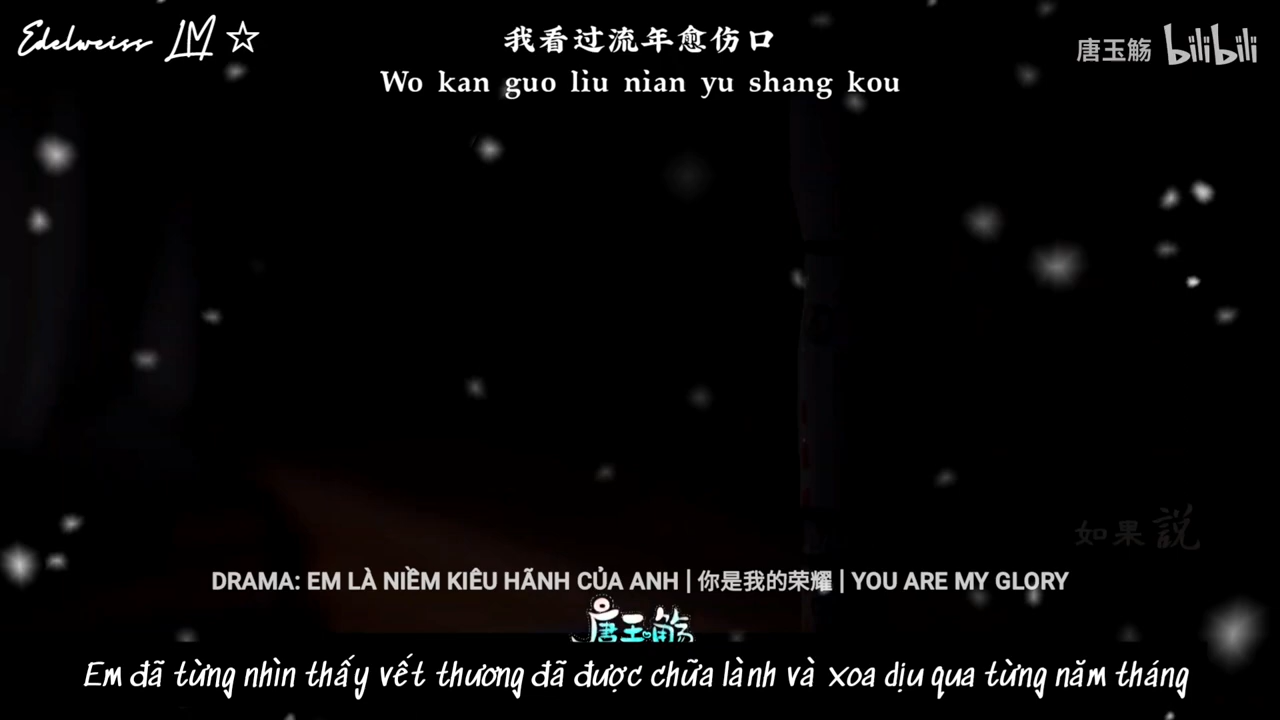 Edelweiss LM ☆
我看过流年愈伤口
Wo kan guo liu nian yu shang kou
唐玉觞 bilibili
如果説
DRAMA: EM LÀ NIỀM KIÊU HÃNH CỦA ANH | 你是我的荣耀 | YOU ARE MY GLORY
唐玉觞
Em đã từng nhìn thấy vết thương đã được chữa lành và xoa dịu qua từng năm tháng